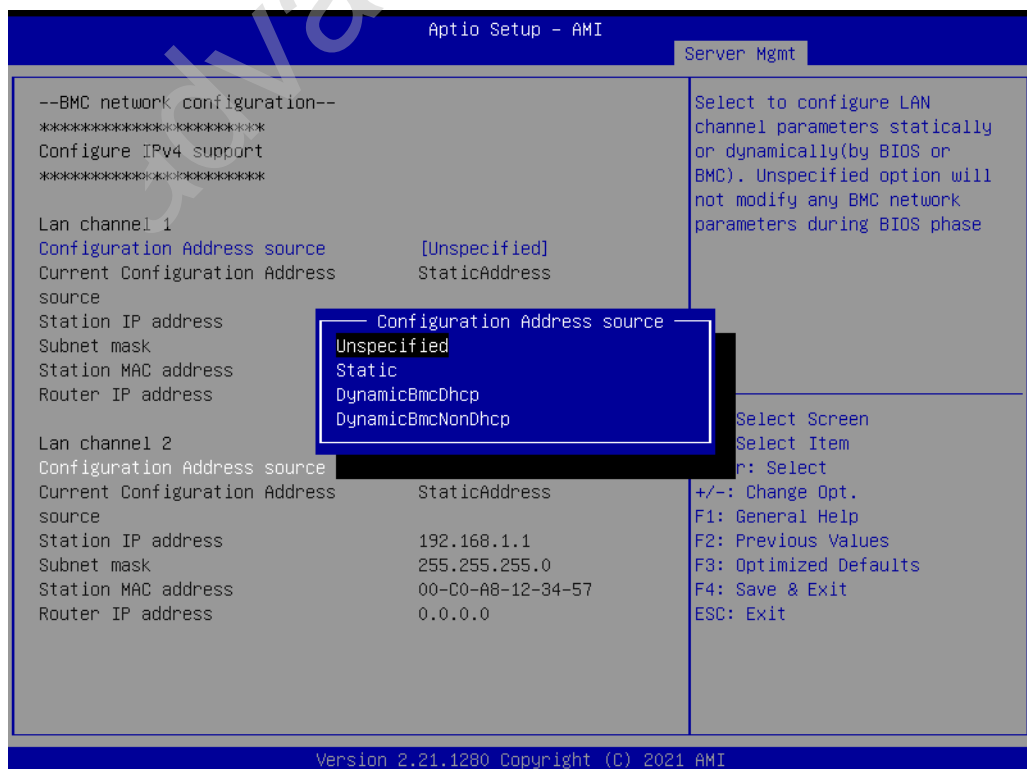 Aptio Setup - AMI
Server Mgmt
--BMC network configuration--
**********************
Configure IPv4 support
**********************
Lan channel 1
Configuration Address source [Unspecified]
Current Configuration Address StaticAddress
source
Station IP address
Subnet mask
Station MAC address
Router IP address
Configuration Address source
Unspecified
Static
DynamicBmcDhcp
DynamicBmcNonDhcp
Lan channel 2
Configuration Address source
Current Configuration Address StaticAddress
source
Station IP address 192.168.1.1
Subnet mask 255.255.255.0
Station MAC address 00-C0-A8-12-34-57
Router IP address 0.0.0.0
Select to configure LAN
channel parameters statically
or dynamically(by BIOS or
BMC). Unspecified option will
not modify any BMC network
parameters during BIOS phase
Select Screen
Select Item
r: Select
+/-: Change Opt.
F1: General Help
F2: Previous Values
F3: Optimized Defaults
F4: Save & Exit
ESC: Exit
Version 2.21.1280 Copyright (C) 2021 AMI